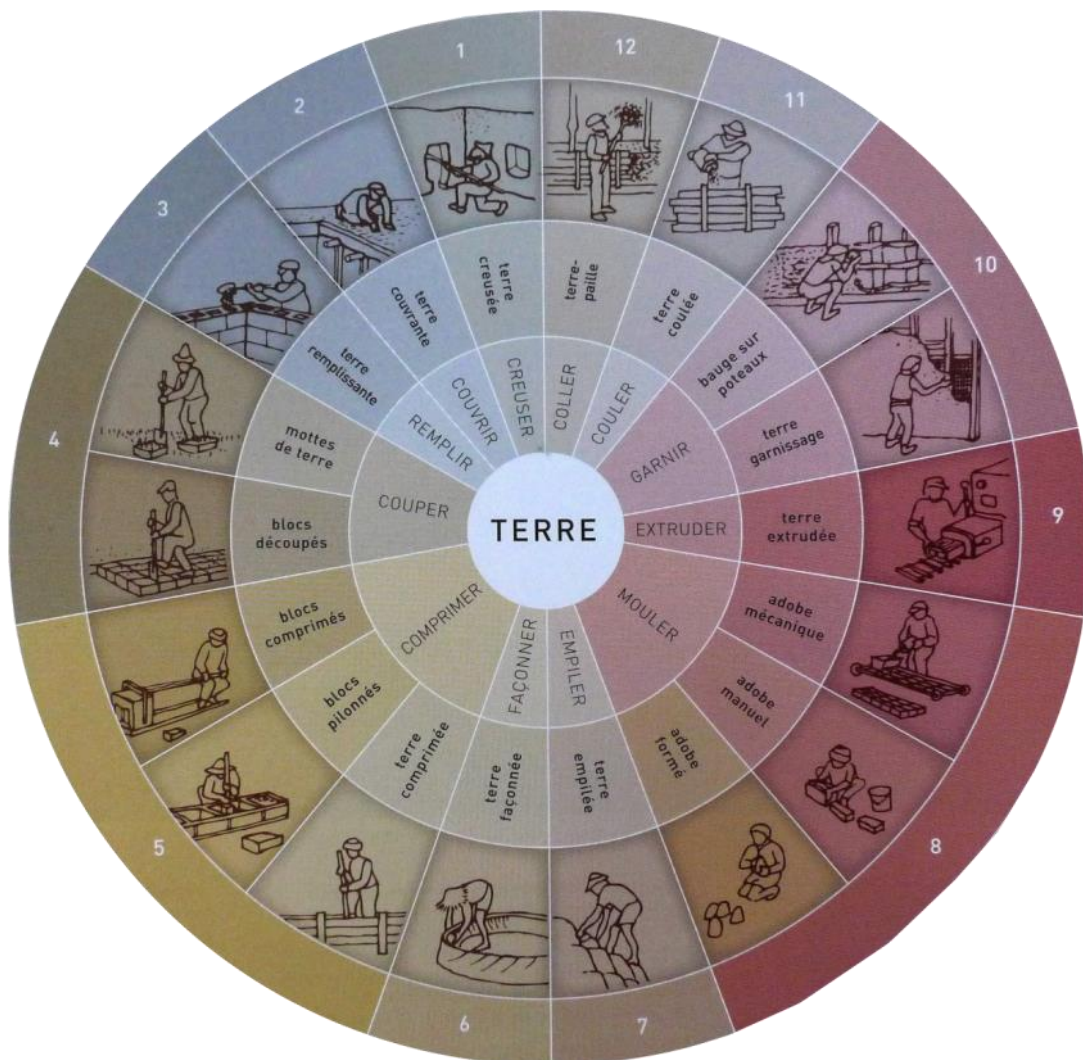 1
2
3
4
5
6
7
8
9
10
11
12
terre
creusée
terre
couvrante
terre
remplissante
mottes
de terre
blocs
découpés
blocs
comprimés
blocs
pilonnés
terre
comprimée
terre
façonnée
terre
empilée
adobe
formé
adobe
manuel
adobe
mécanique
terre
extrudée
terre
garnissage
bauge sur
poteaux
terre
coulée
terre-
paille
CREUSER
COUVRIR
REMPLIR
COUPER
COMPRIMER
FAÇONNER
EMPILER
MOULER
EXTRUDER
GARNIR
COULER
COLLER
TERRE